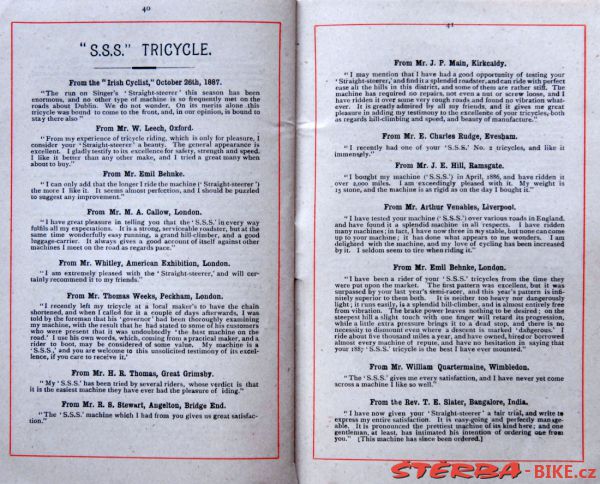 40
"S.S.S." TRICYCLE.
From the "Irish Cyclist," October 26th, 1887.
"The run on Singer's 'Straight-steerer' this season has been
enormous, and no other type of machine is so frequently met on the
roads about Dublin. We do not wonder. On its merits alone this
tricycle was bound to come to the front, and, in our opinion, is bound to
stay there also"
From Mr. W. Leech, Oxford.
"From my experience of tricycle riding, which is only for pleasure, I
consider your 'Straight-steerer' a beauty. The general appearance is
excellent. I gladly testify to its excellence for safety, strength and speed.
I like it better than any other make, and I tried a great many when
about to buy."
From Mr. Emil Behnke.
"I can only add that the longer I ride the machine ('Straight-steerer')
the more I like it. It seems almost perfection, and I should be puzzled
to suggest any improvement."
From Mr. M. A. Callow, London.
"I have great pleasure in telling you that the 'S.S.S.' in every way
fulfils all my expectations. It is a strong, serviceable roadster, but at the
same time wonderfully easy running, a grand hill-climber, and a good
luggage-carrier. It always gives a good account of itself against other
machines I meet on the road as regards pace."
From Mr. Whitley, American Exhibition, London.
"I am extremely pleased with the 'Straight-steerer,' and will cer-
tainly recommend it to my friends."
From Mr. Thomas Weeks, Peckham, London.
"I recently left my tricycle at a local maker's to have the chain
shortened, and when I called for it a couple of days afterwards, I was
told by the foreman that his 'governor' had been thoroughly examining
my machine, with the result that he had stated to some of his customers
who were present that it was undoubtedly 'the best machine on the
road.' I use his own words, which, coming from a practical maker, and a
rider to boot, may be considered of some value. My machine is a
'S.S.S.,' and you are welcome to this unsolicited testimony of its excel-
lence, if you care to receive it."
From Mr. H. R. Thomas, Great Grimsby.
"My 'S.S.S.' has been tried by several riders, whose verdict is that
it is the easiest machine they have ever had the pleasure of riding."
From Mr. R. S. Stewart, Angelton, Bridge End.
"The 'S.S.S.' machine which I had from you gives us great satisfac-
tion."
41
From Mr. J. P. Main, Kirkcaldy.
"I may mention that I have had a good opportunity of testing your
'Straight-steerer,' and find it a splendid roadster, and can ride with perfect
ease all the hills in this district, and some of them are rather stiff. The
machine has required no repairs, not even a nut or screw loose, and I
have ridden it over some very rough roads and found no vibration what-
ever. It is greatly admired by all my friends, and it gives me great
pleasure in adding my testimony to the excellence of your tricycles, both
as regards hill-climbing and speed, and beauty of manufacture."
From Mr. E. Charles Rudge, Evesham.
"I recently had one of your 'S.S.S.' No. 2 tricycles, and like it
immensely."
From Mr. J. E. Hill, Ramsgate.
"I bought my machine ('S.S.S.') in April, 1886, and have ridden it
over 2,000 miles. I am exceedingly pleased with it. My weight is
15 stone, and the machine is as rigid as on the day I bought it."
From Mr. Arthur Venables, Liverpool.
"I have tested your machine ('S.S.S.') over various roads in England,
and have found it a splendid machine in all respects. I have ridden
many machines; in fact, I have now three in my stable, but none can come
up to your machine; it has done what appears to me wonders. I am
delighted with the machine, and my love of cycling has been increased
by it. I seldom seem to tire when riding it."
From Mr. Emil Behnke, London.
"I have been a rider of your 'S.S.S.' tricycles from the time they
were put upon the market. The first pattern was excellent, but it was
surpassed by your last year's semi-racer, and this year's pattern is infi-
nitely superior to them both. It is neither too heavy nor dangerously
light; it runs easily, is a splendid hill-climber, and is almost entirely free
from vibration. The brake power leaves nothing to be desired; on the
steepest hill a slight touch with one finger will retard its progression,
while a little extra pressure brings it to a dead stop, and there is no
necessity to dismount even where a descent is marked 'dangerous.' I
ride about five thousand miles a year, and have owned, hired or borrowed
almost every machine of repute, and have no hesitation in saying that
your 1887 'S.S.S.' tricycle is the best I have ever mounted."
From Mr. William Quartermaine, Wimbledon.
"The 'S.S.S.' gives me every satisfaction, and I have never yet come
across a machine I like so well."
From the Rev. T. E. Slater, Bangalore, India.
"I have now given your 'Straight-steerer' a fair trial, and write to
express my entire satisfaction. It is easy-going and perfectly manage-
able. It is pronounced the prettiest machine of its kind here; and one
gentleman, at least, has intimated his intention of ordering one from
you." (This machine has since been ordered.)
STERBA-BIKE.cz